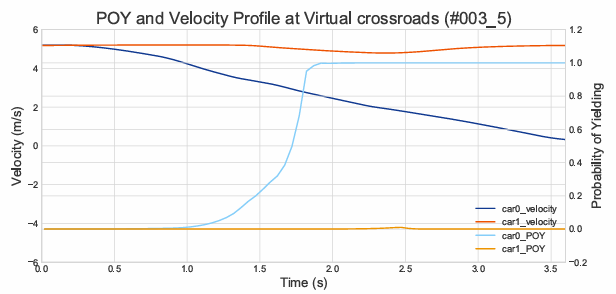 POY and Velocity Profile at Virtual crossroads (#003_5)
6
4
2
0
−2
−4
−6
Velocity (m/s)
1.2
1.0
0.8
0.6
0.4
0.2
0.0
−0.2
Probability of Yielding
car0_velocity
car1_velocity
car0_POY
car1_POY
0.0 0.5 1.0 1.5 2.0 2.5 3.0 3.5
Time (s)